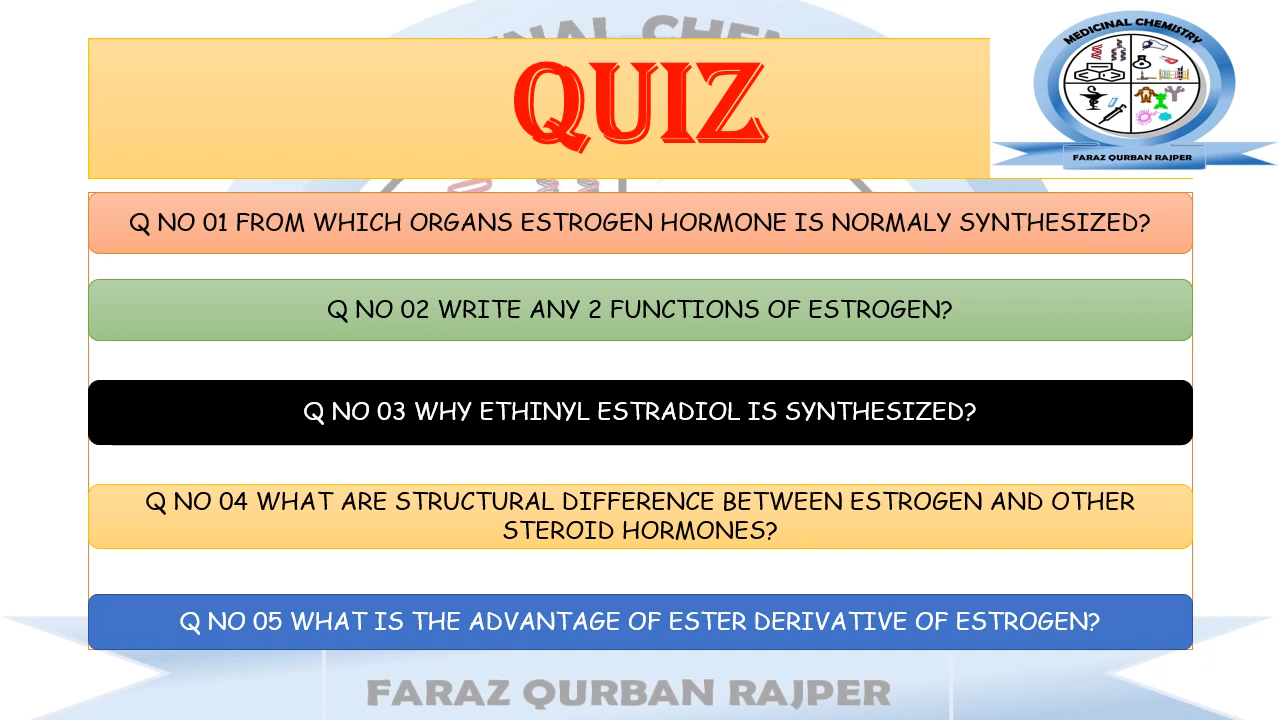 QUIZ
MEDICINAL CHEMISTRY
FARAZ QURBAN RAJPER
Q NO 01 FROM WHICH ORGANS ESTROGEN HORMONE IS NORMALY SYNTHESIZED?
Q NO 02 WRITE ANY 2 FUNCTIONS OF ESTROGEN?
Q NO 03 WHY ETHINYL ESTRADIOL IS SYNTHESIZED?
Q NO 04 WHAT ARE STRUCTURAL DIFFERENCE BETWEEN ESTROGEN AND OTHER
STEROID HORMONES?
Q NO 05 WHAT IS THE ADVANTAGE OF ESTER DERIVATIVE OF ESTROGEN?
FARAZ QURBAN RAJPER